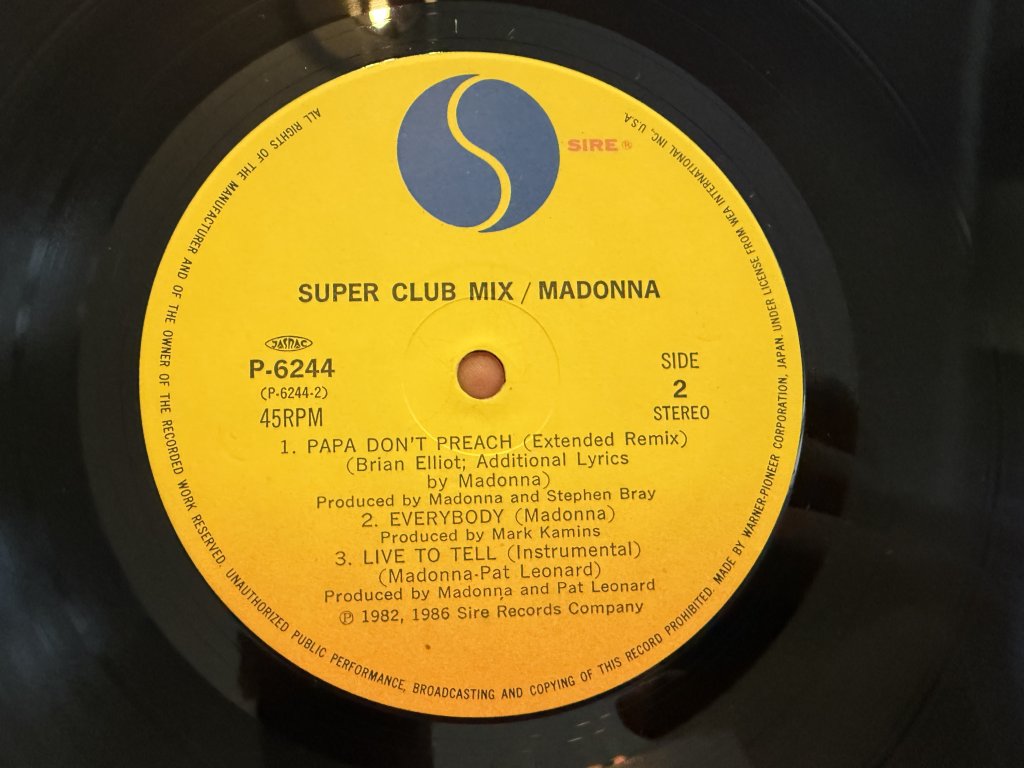 SIRE ®
SUPER CLUB MIX / MADONNA
JASRAC
P-6244
(P-6244-2)
45RPM
SIDE
2
STEREO
1. PAPA DON'T PREACH (Extended Remix)
(Brian Elliot; Additional Lyrics
by Madonna)
Produced by Madonna and Stephen Bray
2. EVERYBODY (Madonna)
Produced by Mark Kamins
3. LIVE TO TELL (Instrumental)
(Madonna-Pat Leonard)
Produced by Madonna and Pat Leonard
℗ 1982, 1986 Sire Records Company
ALL RIGHTS OF THE MANUFACTURER AND OF THE OWNER OF THE RECORDED WORK RESERVED. UNAUTHORIZED PUBLIC PERFORMANCE, BROADCASTING AND COPYING OF THIS RECORD PROHIBITED. MADE BY WARNER-PIONEER CORPORATION, JAPAN. UNDER LICENSE FROM WEA INTERNATIONAL INC., U.S.A.